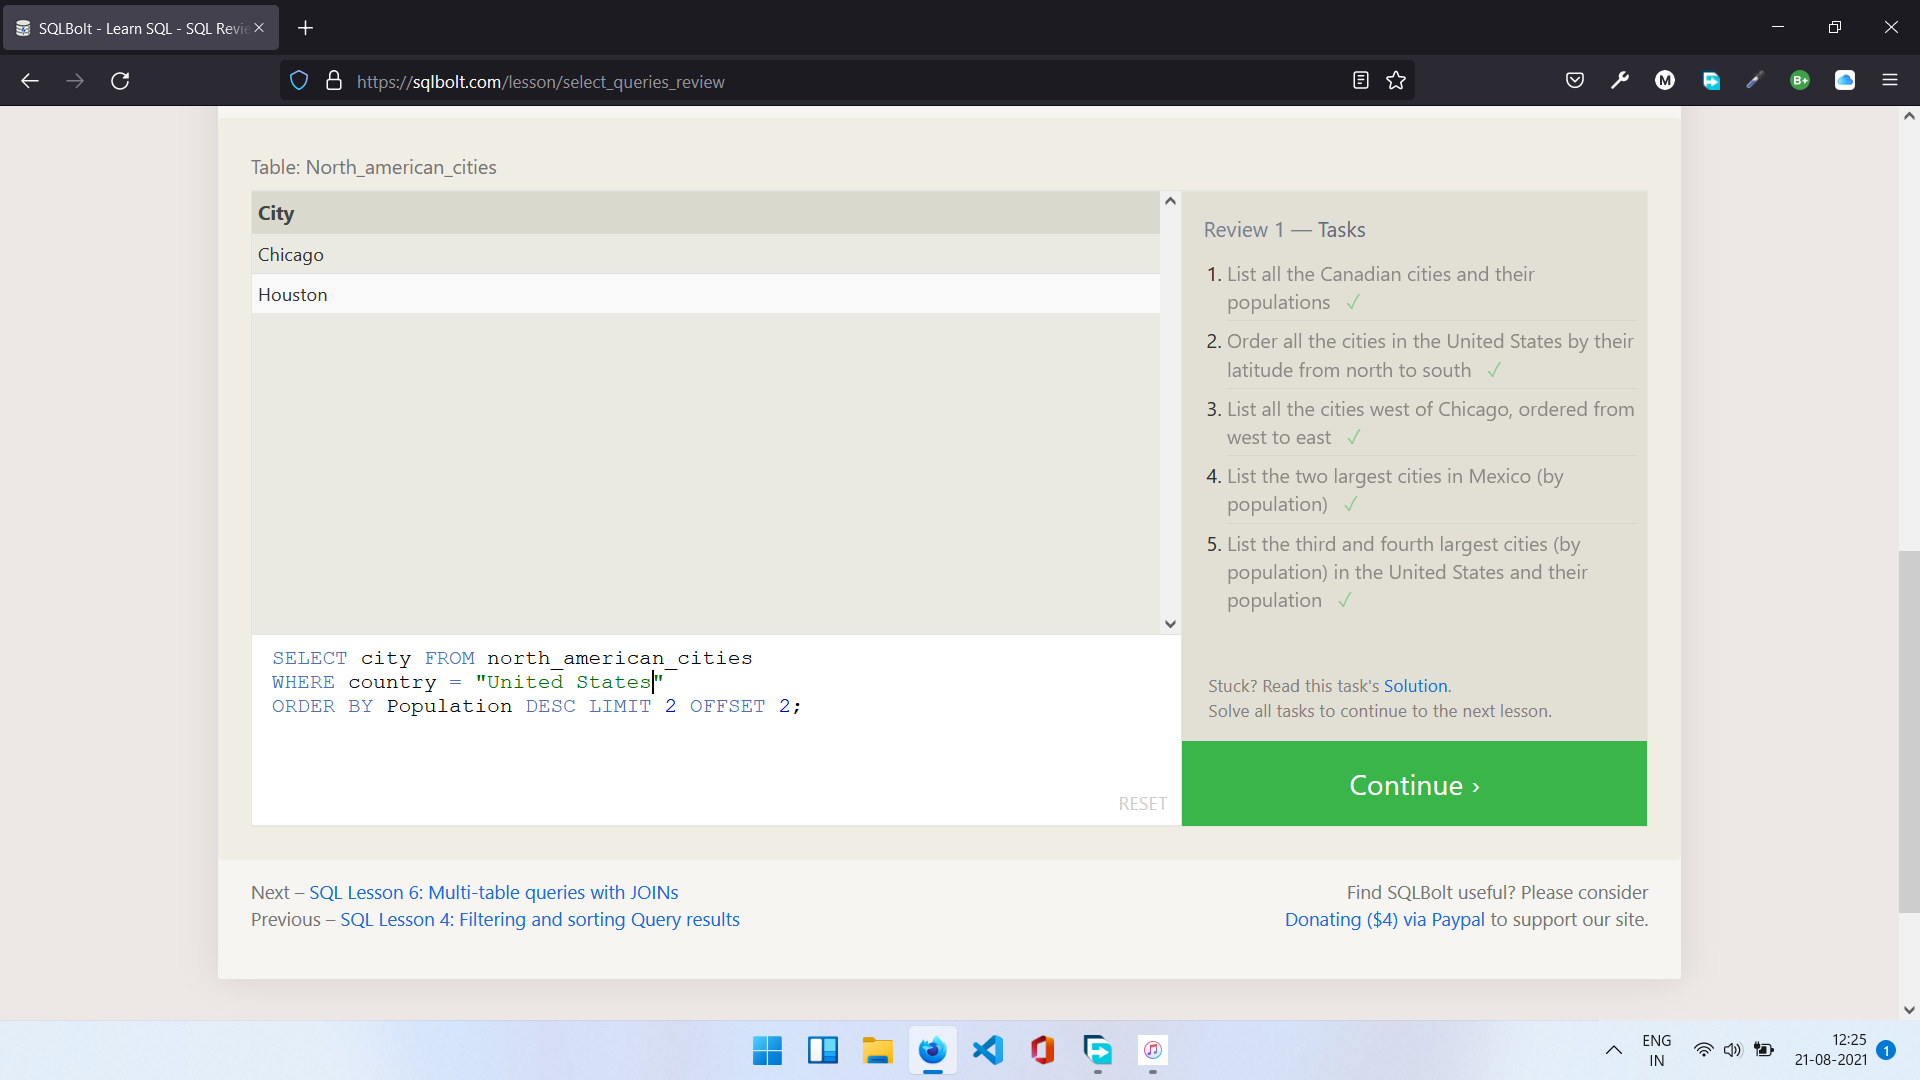 SQLBolt - Learn SQL - SQL Revie
https://sqlbolt.com/lesson/select_queries_review
M
B+
Table: North_american_cities
City
Chicago
Houston
Review 1 — Tasks
1. List all the Canadian cities and their
populations ✓
2. Order all the cities in the United States by their
latitude from north to south ✓
3. List all the cities west of Chicago, ordered from
west to east ✓
4. List the two largest cities in Mexico (by
population) ✓
5. List the third and fourth largest cities (by
population) in the United States and their
population ✓
Stuck? Read this task's Solution.
Solve all tasks to continue to the next lesson.
Continue ›
SELECT city FROM north_american_cities
WHERE country = "United States"
ORDER BY Population DESC LIMIT 2 OFFSET 2;
RESET
Next – SQL Lesson 6: Multi-table queries with JOINs
Previous – SQL Lesson 4: Filtering and sorting Query results
Find SQLBolt useful? Please consider
Donating ($4) via Paypal to support our site.
ENG
IN
12:25
21-08-2021
1